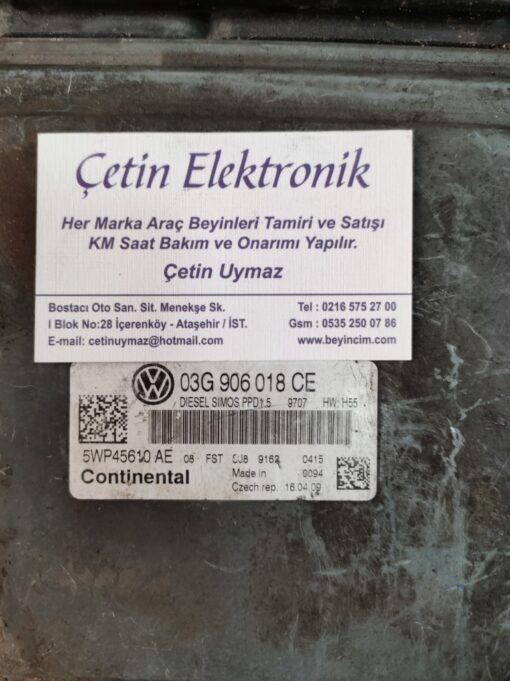 Çetin Elektronik
Her Marka Araç Beyinleri Tamiri ve Satışı
KM Saat Bakım ve Onarımı Yapılır.
Çetin Uymaz
Bostacı Oto San. Sit. Menekşe Sk.
I Blok No:28 İçerenköy - Ataşehir / İST.
E-mail: cetinuymaz@hotmail.com
Tel : 0216 575 27 00
Gsm : 0535 250 07 86
www.beyincim.com
03G 906 018 CE
DIESEL SIMOS PPD1.5 9707 HW: H55
5WP45610 AE 08 FST 9162 0415
Continental
Made in 9094
Czech rep. 16.04.09